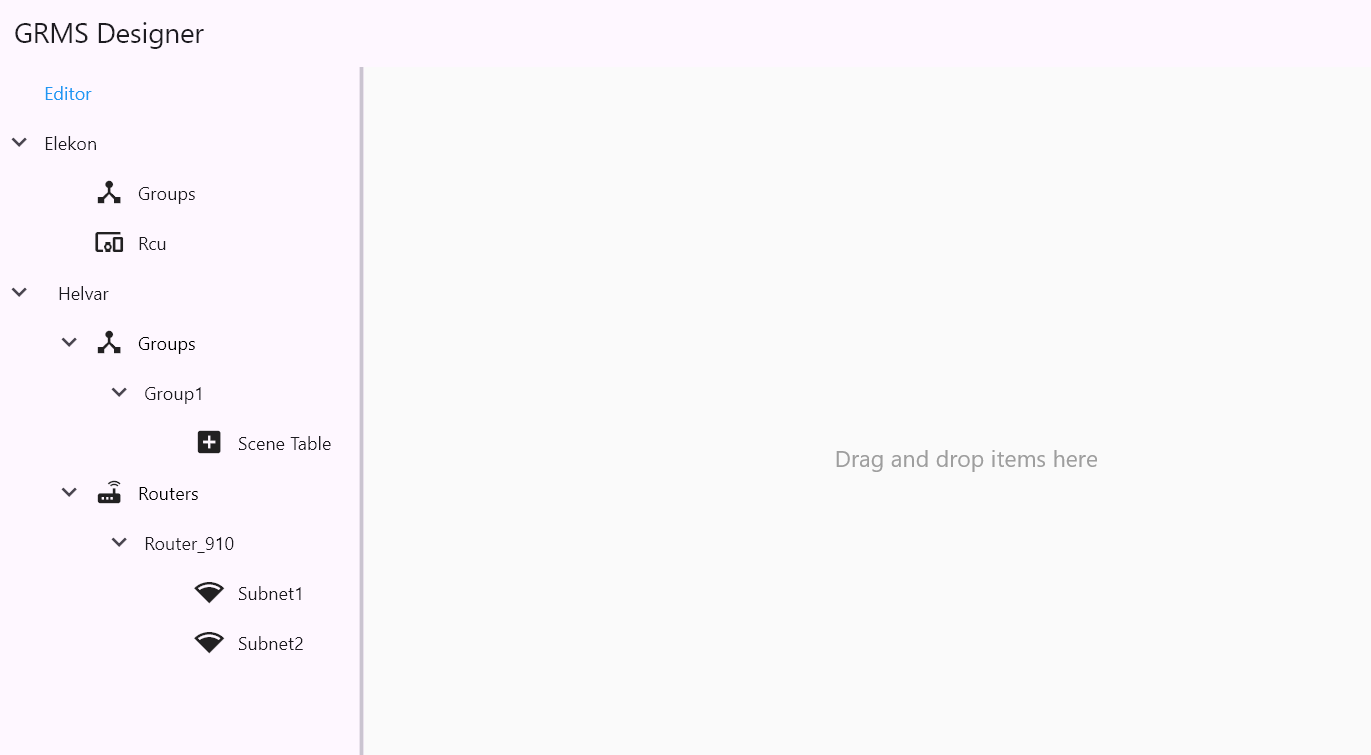 GRMS Designer
Editor
Elekon
Groups
Rcu
Helvar
Groups
Group1
Scene Table
Routers
Router_910
Subnet1
Subnet2
Drag and drop items here